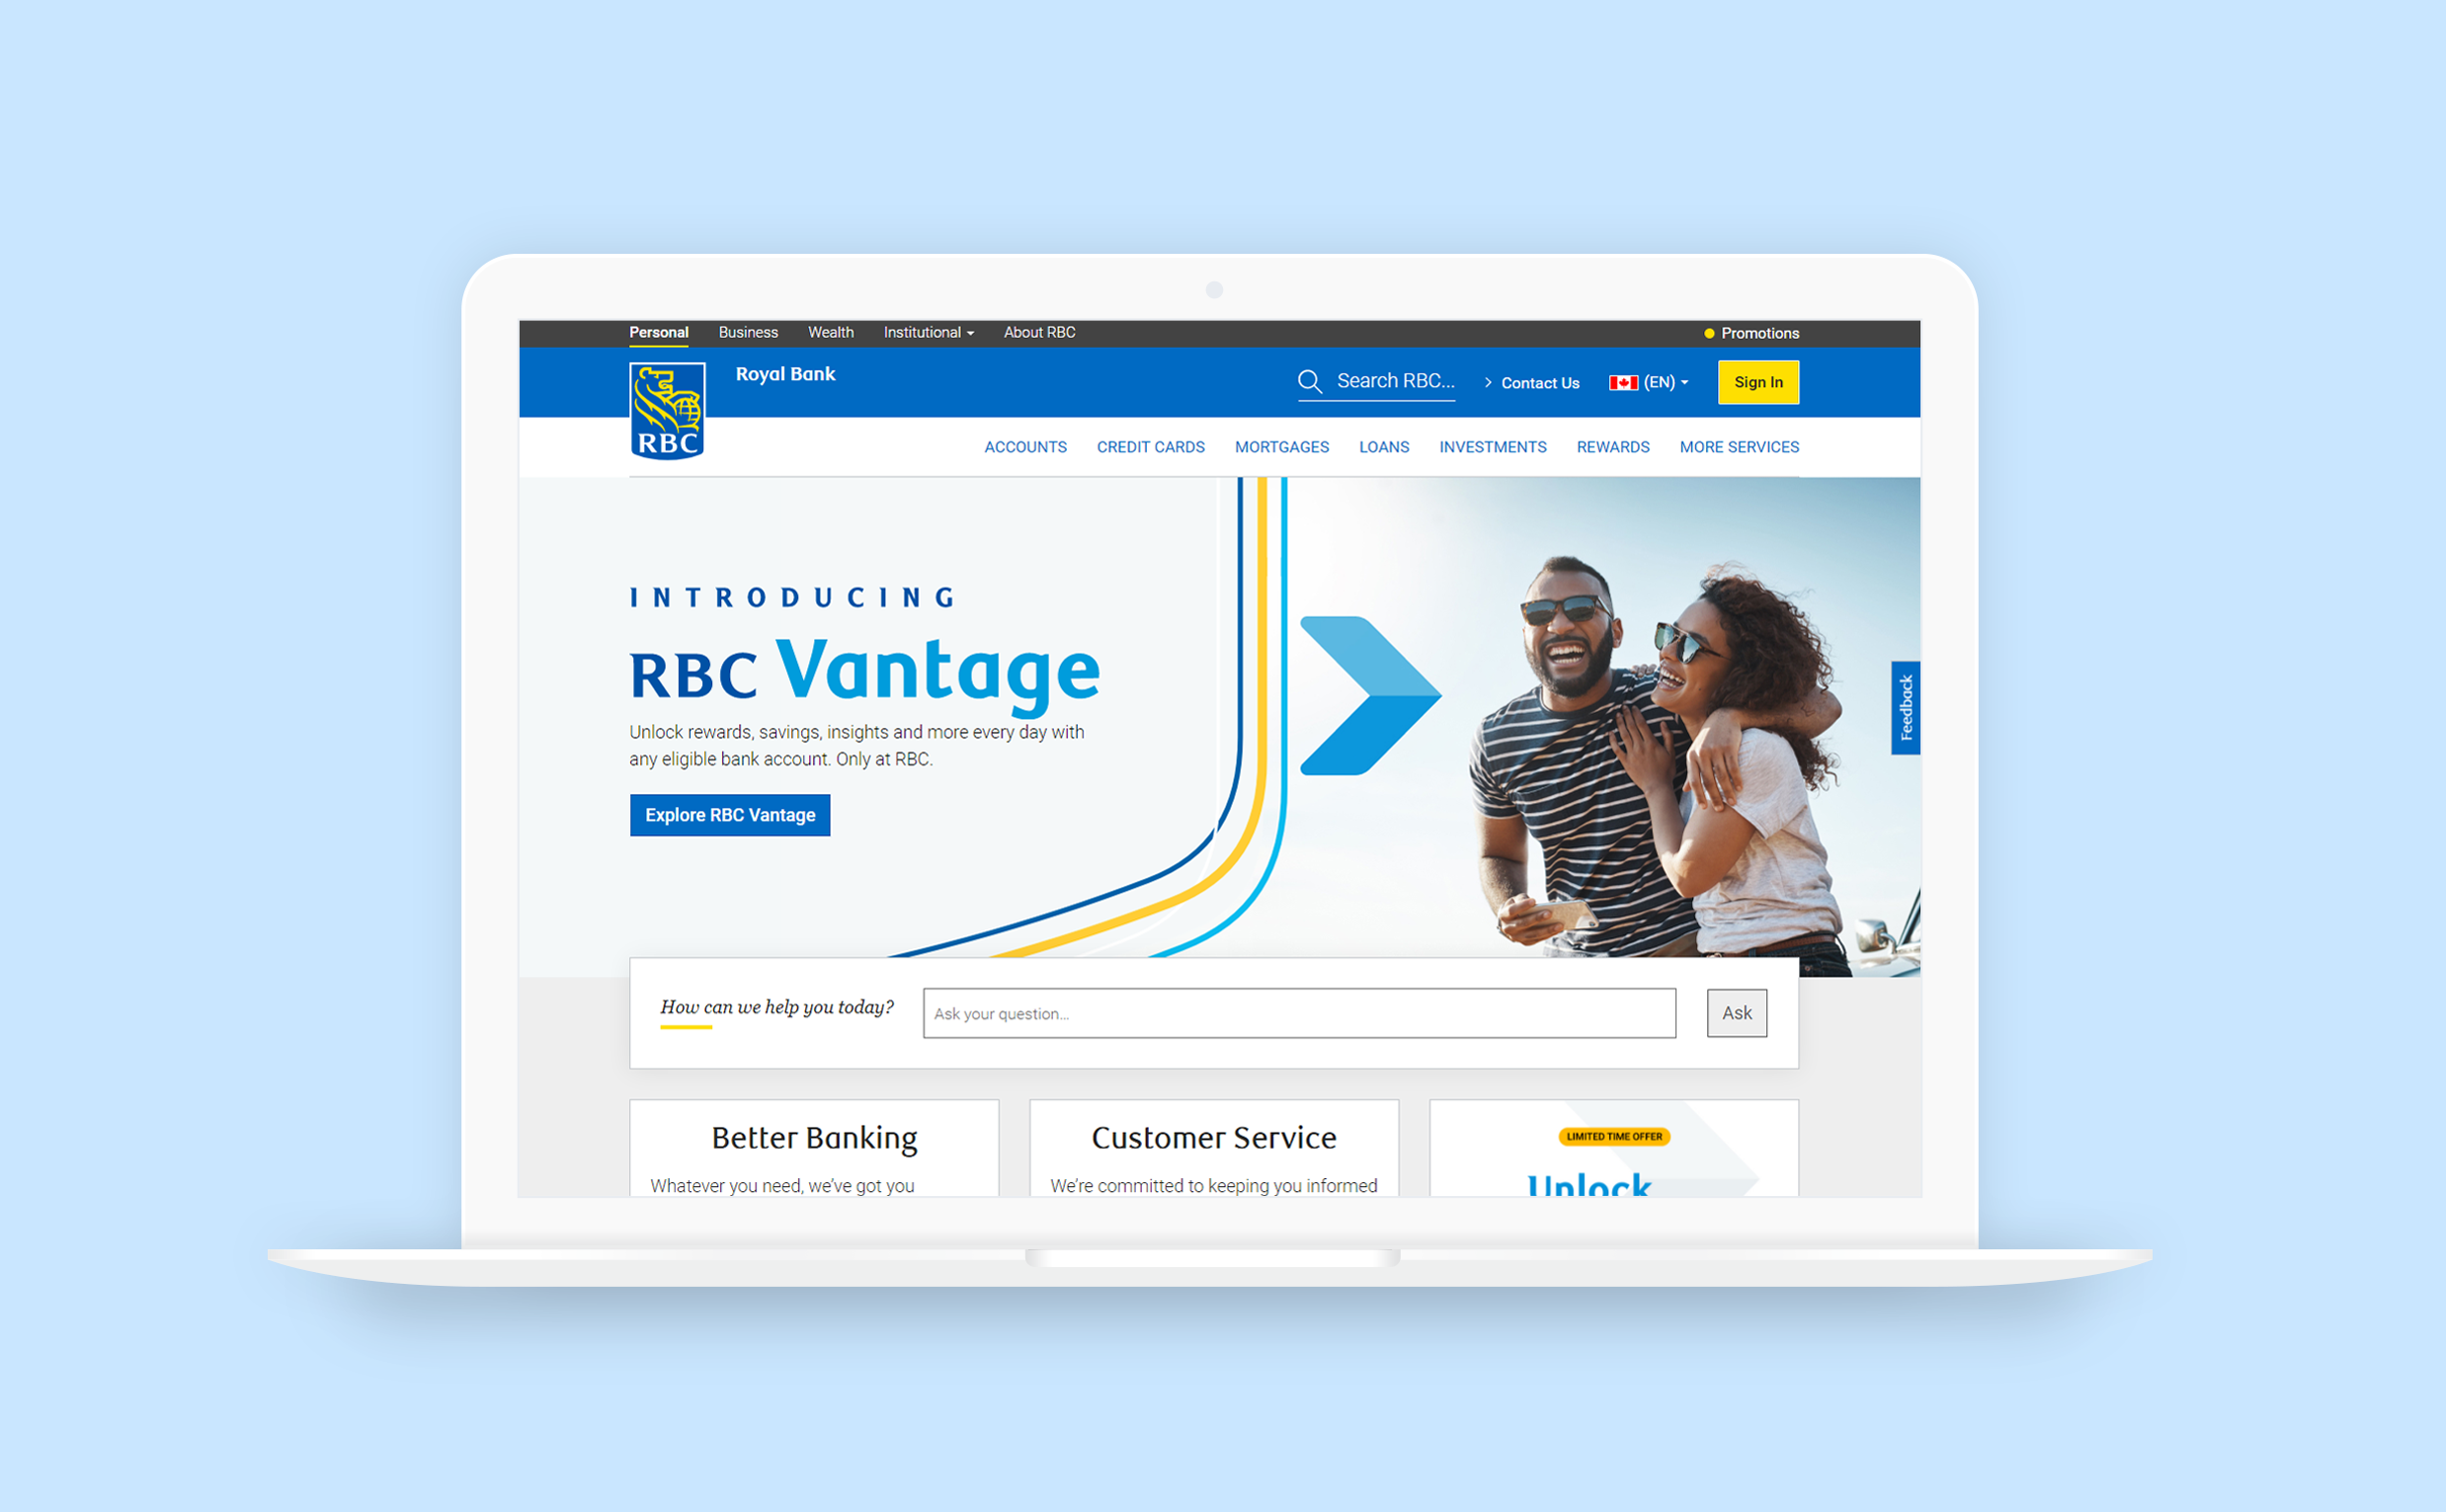 Personal Business Wealth Institutional About RBC Promotions
RBC
Royal Bank
Search RBC... Contact Us (EN) Sign In
ACCOUNTS CREDIT CARDS MORTGAGES LOANS INVESTMENTS REWARDS MORE SERVICES
INTRODUCING
RBC Vantage
Unlock rewards, savings, insights and more every day with
any eligible bank account. Only at RBC.
Explore RBC Vantage
Feedback
How can we help you today? Ask your question... Ask
Better Banking
Whatever you need, we've got you
Customer Service
We're committed to keeping you informed
LIMITED TIME OFFER
Unlock